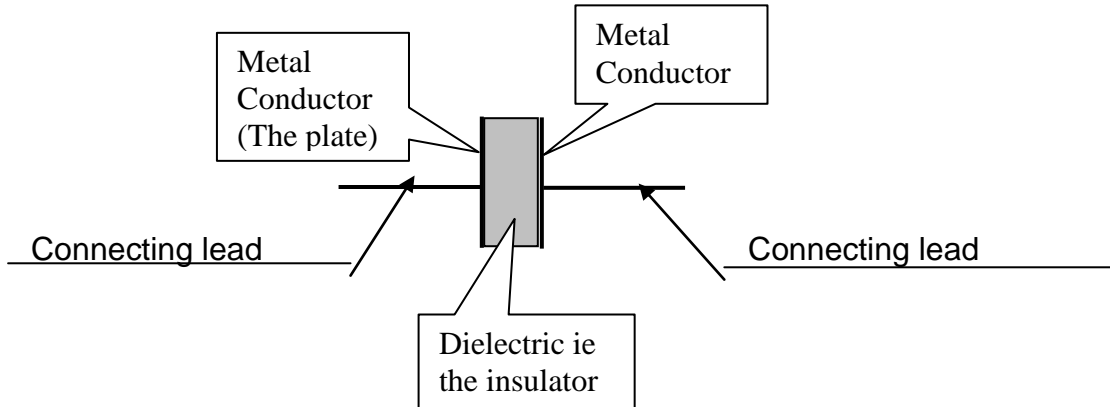 Metal
Conductor
(The plate)
Metal
Conductor
Connecting lead
Connecting lead
Dielectric ie
the insulator